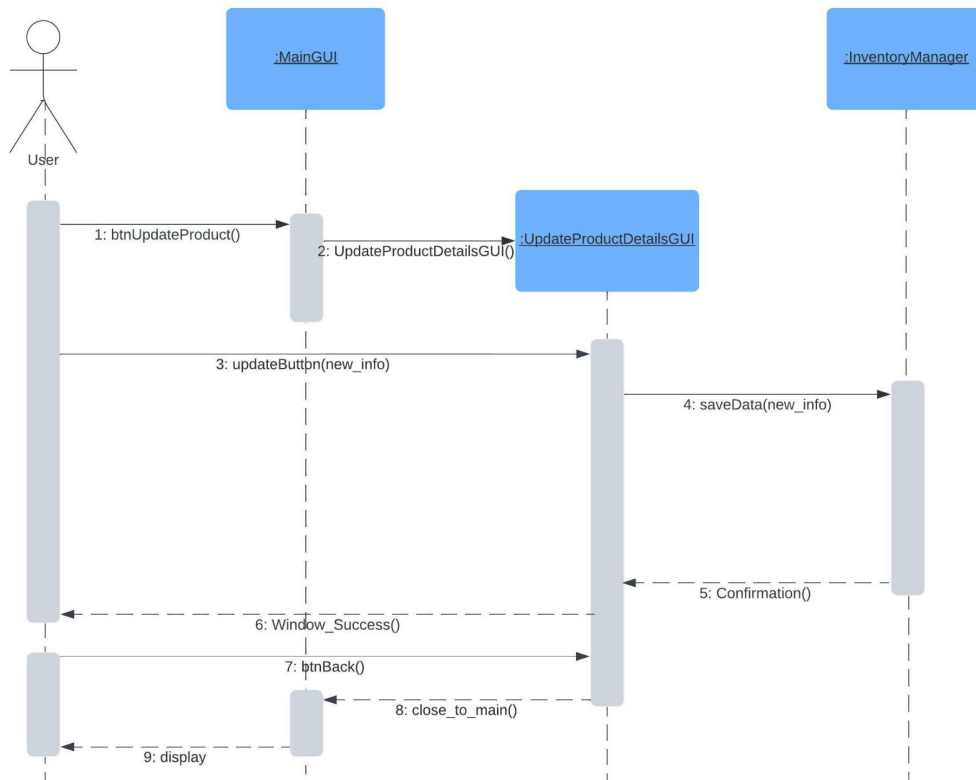 :MainGUI
:InventoryManager
User
1: btnUpdateProduct()
:UpdateProductDetailsGUI
2: UpdateProductDetailsGUI()
3: updateButton(new_info)
4: saveData(new_info)
5: Confirmation()
6: Window_Success()
7: btnBack()
8: close_to_main()
9: display